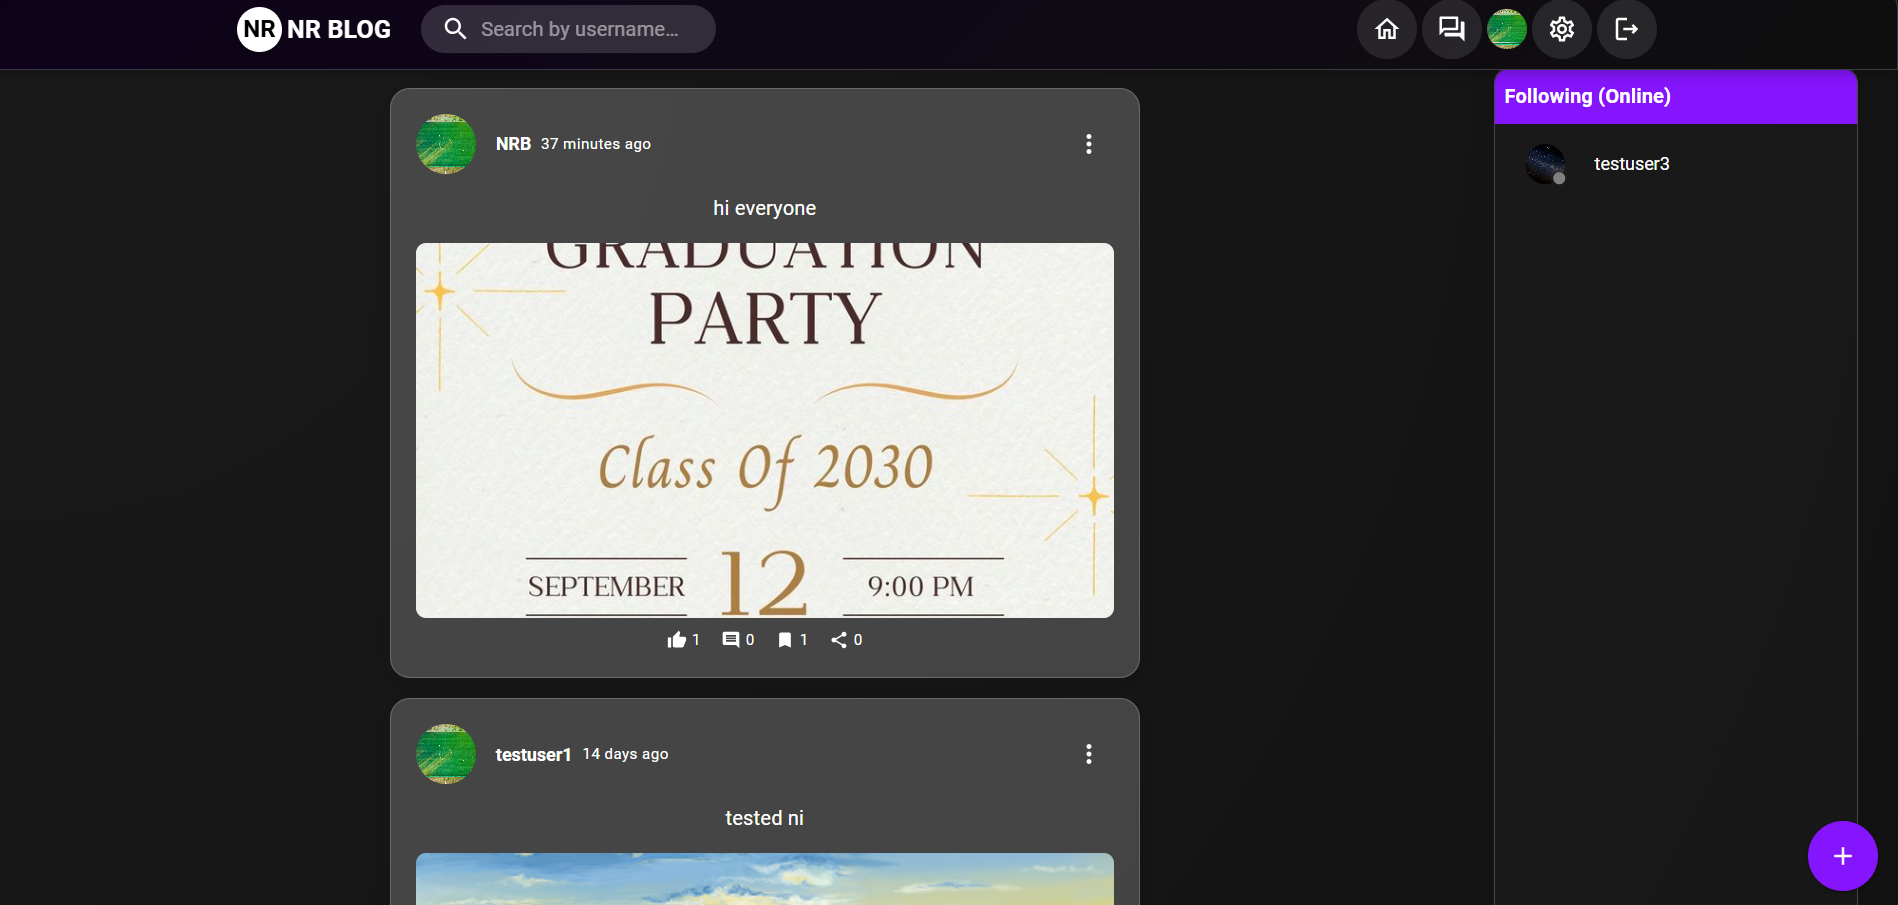 NR NR BLOG
Search by username...
Following (Online)
testuser3
NRB 37 minutes ago
hi everyone
GRADUATION
PARTY
Class Of 2030
SEPTEMBER 12 9:00 PM
1 0 1 0
testuser1 14 days ago
tested ni